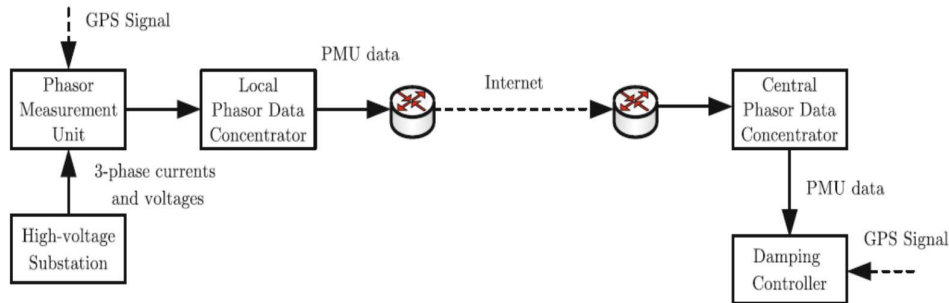 GPS Signal
Phasor
Measurement
Unit
Local
Phasor Data
Concentrator
PMU data
Internet
Central
Phasor Data
Concentrator
3-phase currents
and voltages
High-voltage
Substation
PMU data
Damping
Controller
GPS Signal